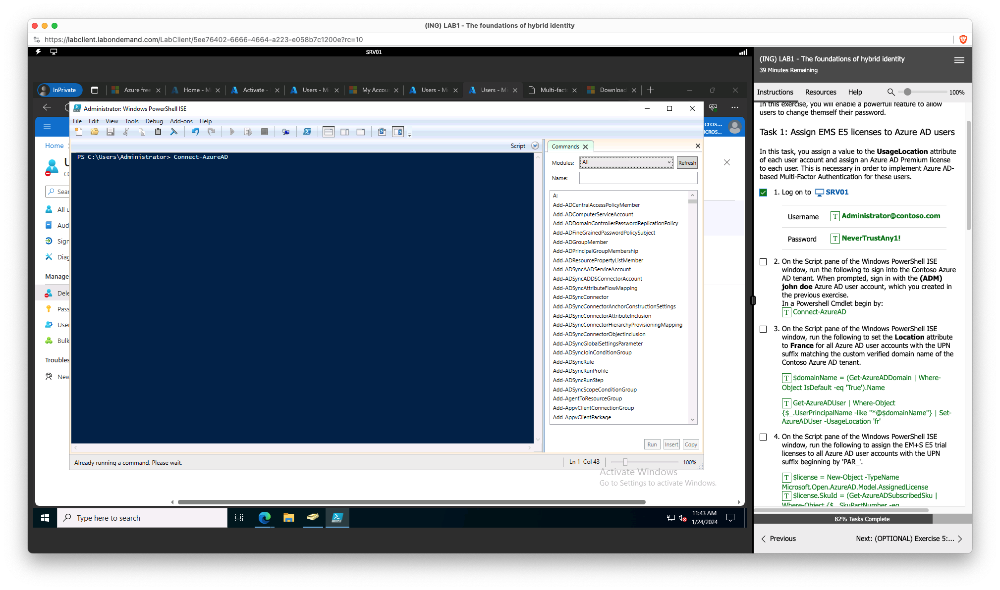 (ING) LAB1 - The foundations of hybrid identity
https://labclient.labondemand.com/LabClient/5ee76402-6666-4664-a223-e058b7c1200e?rc=10
SRV01
InPrivate
Azure free
Home - M
Activate -
Users - Mi
My Accou
Users - Mi
Users - Mi
Multi-fact
Download
Administrator: Windows PowerShell ISE
File Edit View Tools Debug Add-ons Help
Home
Sear
All u
Aud
Sign
Diag
Manage
Dele
Pass
User
Bulk
Troubles
New
Script
PS C:\Users\Administrator> Connect-AzureAD
Commands
Modules: All Refresh
Name:
A:
Add-ADCentralAccessPolicyMember
Add-ADComputerServiceAccount
Add-ADDomainControllerPasswordReplicationPolicy
Add-ADFineGrainedPasswordPolicySubject
Add-ADGroupMember
Add-ADPrincipalGroupMembership
Add-ADResourcePropertyListMember
Add-ADSyncAADServiceAccount
Add-ADSyncADDSConnectorAccount
Add-ADSyncAttributeFlowMapping
Add-ADSyncConnector
Add-ADSyncConnectorAnchorConstructionSettings
Add-ADSyncConnectorAttributeInclusion
Add-ADSyncConnectorHierarchyProvisioningMapping
Add-ADSyncConnectorObjectInclusion
Add-ADSyncGlobalSettingsParameter
Add-ADSyncJoinConditionGroup
Add-ADSyncRule
Add-ADSyncRunProfile
Add-ADSyncRunStep
Add-ADSyncScopeConditionGroup
Add-AgentToResourceGroup
Add-AppvClientConnectionGroup
Add-AppvClientPackage
Run Insert Copy
Already running a command. Please wait.
Ln 1 Col 43
100%
cros...
ICROS...
Activate Windows
Go to Settings to activate Windows.
Type here to search
11:43 AM
1/24/2024
(ING) LAB1 - The foundations of hybrid identity
39 Minutes Remaining
Instructions Resources Help 100%
In this exercise, you will enable a powerfull feature to allow
users to change themself their password.
Task 1: Assign EMS E5 licenses to Azure AD users
In this task, you assign a value to the UsageLocation attribute
of each user account and assign an Azure AD Premium license
to each user. This is necessary in order to implement Azure AD-
based Multi-Factor Authentication for these users.
1. Log on to SRV01
Username T Administrator@contoso.com
Password T NeverTrustAny1!
2. On the Script pane of the Windows PowerShell ISE
window, run the following to sign into the Contoso Azure
AD tenant. When prompted, sign in with the (ADM)
john doe Azure AD user account, which you created in
the previous exercise.
In a Powershell Cmdlet begin by:
T Connect-AzureAD
3. On the Script pane of the Windows PowerShell ISE
window, run the following to set the Location attribute
to France for all Azure AD user accounts with the UPN
suffix matching the custom verified domain name of the
Contoso Azure AD tenant.
T $domainName = (Get-AzureADDomain | Where-
Object IsDefault -eq 'True').Name
T Get-AzureADUser | Where-Object
{$_.UserPrincipalName -like "*@$domainName"} | Set-
AzureADUser -UsageLocation 'fr'
4. On the Script pane of the Windows PowerShell ISE
window, run the following to assign the EM+S E5 trial
licenses to all Azure AD user accounts with the UPN
suffix beginning by 'PAR_'.
T $license = New-Object -TypeName
Microsoft.Open.AzureAD.Model.AssignedLicense
T $license.SkuId = (Get-AzureADSubscribedSku |
Where-Object {$_.SkuPartNumber -eq
82% Tasks Complete
Previous
Next: (OPTIONAL) Exercise 5:...